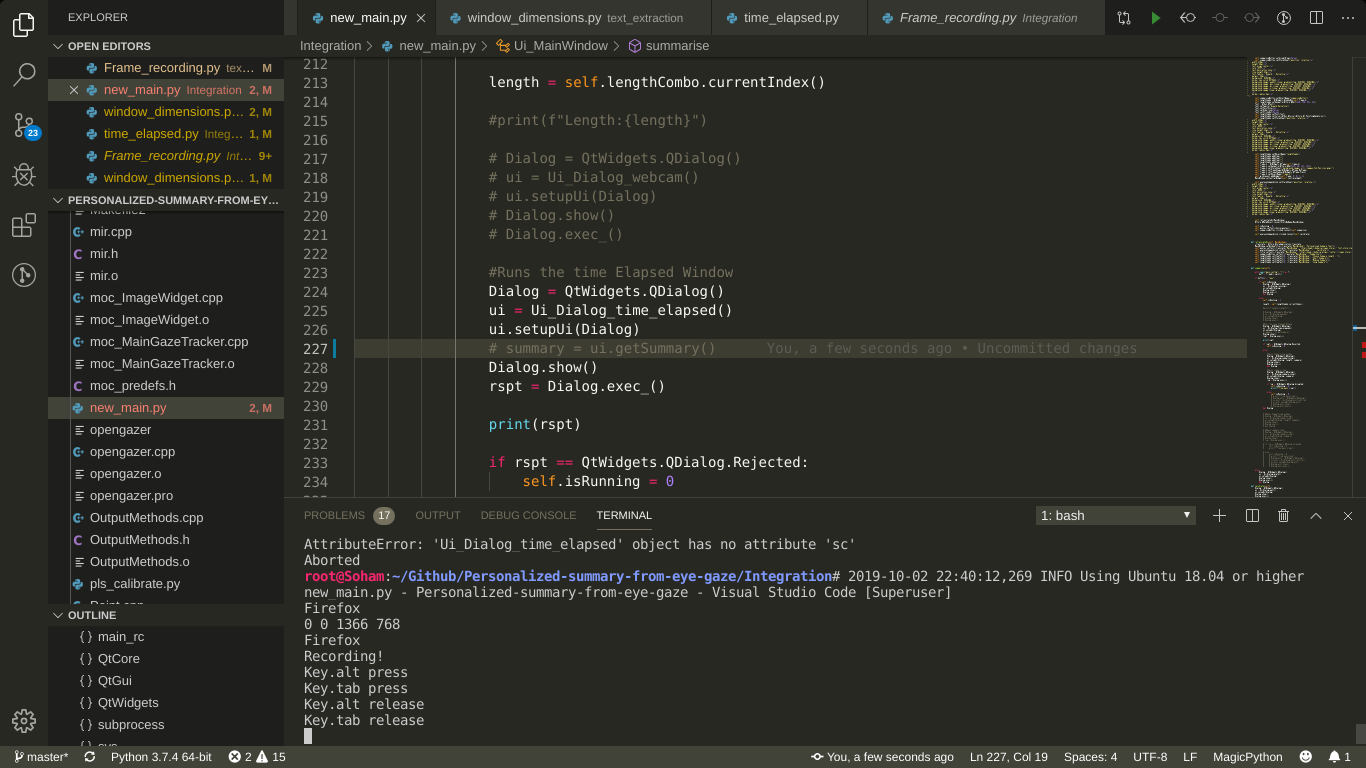 EXPLORER
OPEN EDITORS
Frame_recording.py tex... M
new_main.py Integration 2, M
window_dimensions.p... 2, M
time_elapsed.py Integ... 1, M
Frame_recording.py Int... 9+
window_dimensions.p... 1, M
PERSONALIZED-SUMMARY-FROM-EY...
mir.cpp
mir.h
mir.o
moc_ImageWidget.cpp
moc_ImageWidget.o
moc_MainGazeTracker.cpp
moc_MainGazeTracker.o
moc_predefs.h
new_main.py 2, M
opengazer
opengazer.cpp
opengazer.o
opengazer.pro
OutputMethods.cpp
OutputMethods.h
OutputMethods.o
pls_calibrate.py
OUTLINE
{} main_rc
{} QtCore
{} QtGui
{} QtWidgets
{} subprocess
23
new_main.py window_dimensions.py text_extraction time_elapsed.py Frame_recording.py Integration
Integration > new_main.py > Ui_MainWindow > summarise
212
213 length = self.lengthCombo.currentIndex()
214
215 #print(f"Length:{length}")
216
217 # Dialog = QtWidgets.QDialog()
218 # ui = Ui_Dialog_webcam()
219 # ui.setupUi(Dialog)
220 # Dialog.show()
221 # Dialog.exec_()
222
223 #Runs the time Elapsed Window
224 Dialog = QtWidgets.QDialog()
225 ui = Ui_Dialog_time_elapsed()
226 ui.setupUi(Dialog)
227 # summary = ui.getSummary() You, a few seconds ago • Uncommitted changes
228 Dialog.show()
229 rspt = Dialog.exec_()
230
231 print(rspt)
232
233 if rspt == QtWidgets.QDialog.Rejected:
234 self.isRunning = 0
PROBLEMS 17 OUTPUT DEBUG CONSOLE TERMINAL 1: bash
AttributeError: 'Ui_Dialog_time_elapsed' object has no attribute 'sc'
Aborted
root@Soham:~/Github/Personalized-summary-from-eye-gaze/Integration# 2019-10-02 22:40:12,269 INFO Using Ubuntu 18.04 or higher
new_main.py - Personalized-summary-from-eye-gaze - Visual Studio Code [Superuser]
Firefox
0 0 1366 768
Firefox
Recording!
Key.alt press
Key.tab press
Key.alt release
Key.tab release
master* Python 3.7.4 64-bit 2 15 You, a few seconds ago Ln 227, Col 19 Spaces: 4 UTF-8 LF MagicPython 1